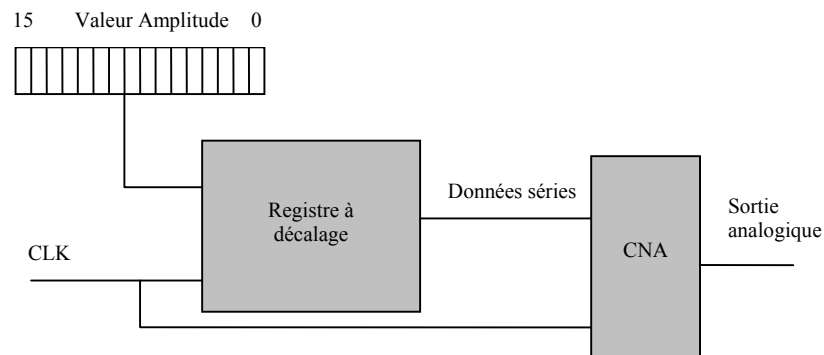 15 Valeur Amplitude 0
Registre à
décalage
Données séries
Sortie
analogique
CLK
CNA